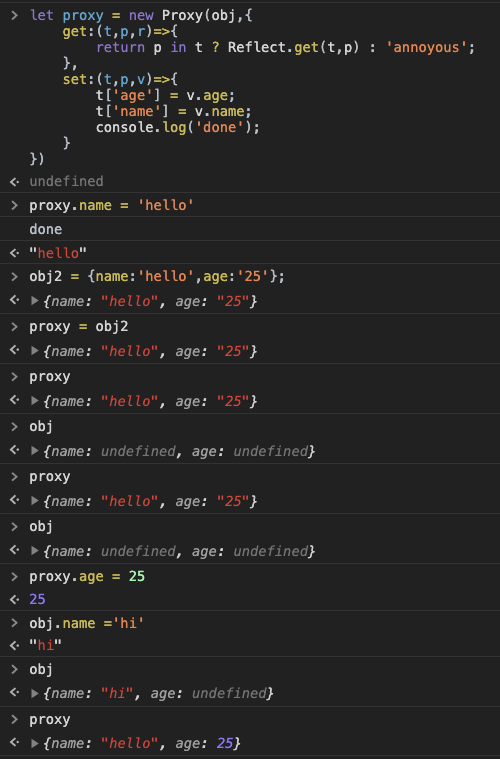 let proxy = new Proxy(obj,{
get:(t,p,r)=>{
return p in t ? Reflect.get(t,p) : 'annoyous';
},
set:(t,p,v)=>{
t['age'] = v.age;
t['name'] = v.name;
console.log('done');
}
})
undefined
proxy.name = 'hello'
done
"hello"
obj2 = {name:'hello',age:'25'};
{name: "hello", age: "25"}
proxy = obj2
{name: "hello", age: "25"}
proxy
{name: "hello", age: "25"}
obj
{name: undefined, age: undefined}
proxy
{name: "hello", age: "25"}
obj
{name: undefined, age: undefined}
proxy.age = 25
25
obj.name ='hi'
"hi"
obj
{name: "hi", age: undefined}
proxy
{name: "hello", age: 25}